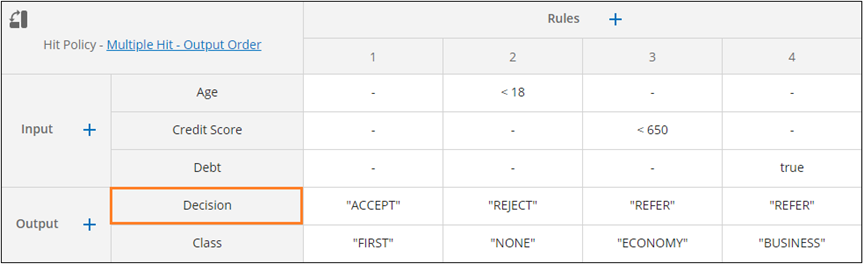 Rules +
Hit Policy - Multiple Hit - Output Order
1 2 3 4
Age - < 18 - -
Input + Credit Score - - < 650 -
Debt - - - true
Decision "ACCEPT" "REJECT" "REFER" "REFER"
Output +
Class "FIRST" "NONE" "ECONOMY" "BUSINESS"